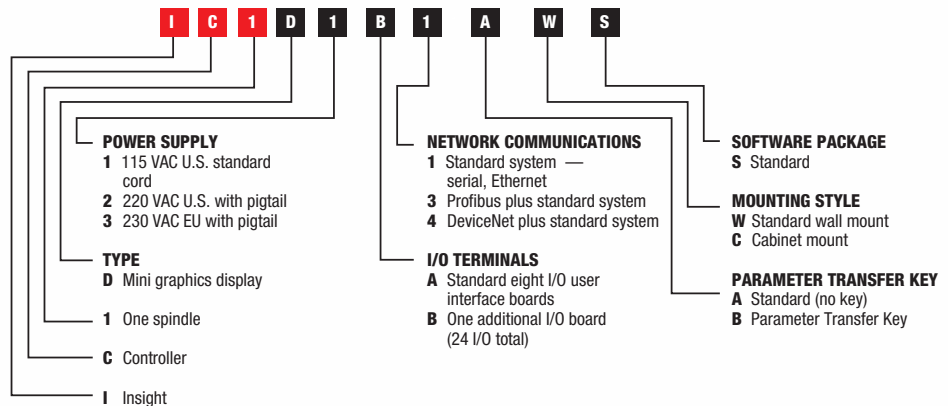 I C 1 D 1 B 1 A W S
POWER SUPPLY
1 115 VAC U.S. standard
cord
2 220 VAC U.S. with pigtail
3 230 VAC EU with pigtail
TYPE
D Mini graphics display
1 One spindle
C Controller
I Insight
NETWORK COMMUNICATIONS
1 Standard system —
serial, Ethernet
3 Profibus plus standard system
4 DeviceNet plus standard system
I/O TERMINALS
A Standard eight I/O user
interface boards
B One additional I/O board
(24 I/O total)
SOFTWARE PACKAGE
S Standard
MOUNTING STYLE
W Standard wall mount
C Cabinet mount
PARAMETER TRANSFER KEY
A Standard (no key)
B Parameter Transfer Key